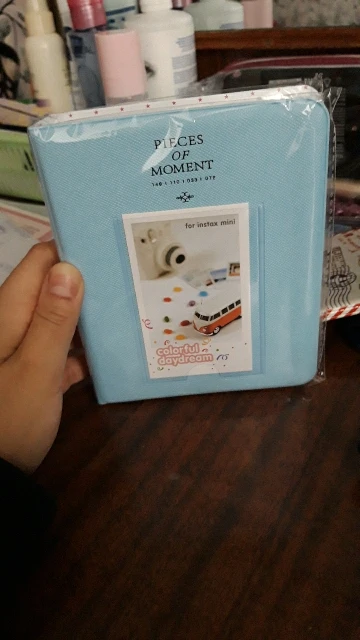 PIECES
OF
MOMENT
for instax mini
colorful
daydream